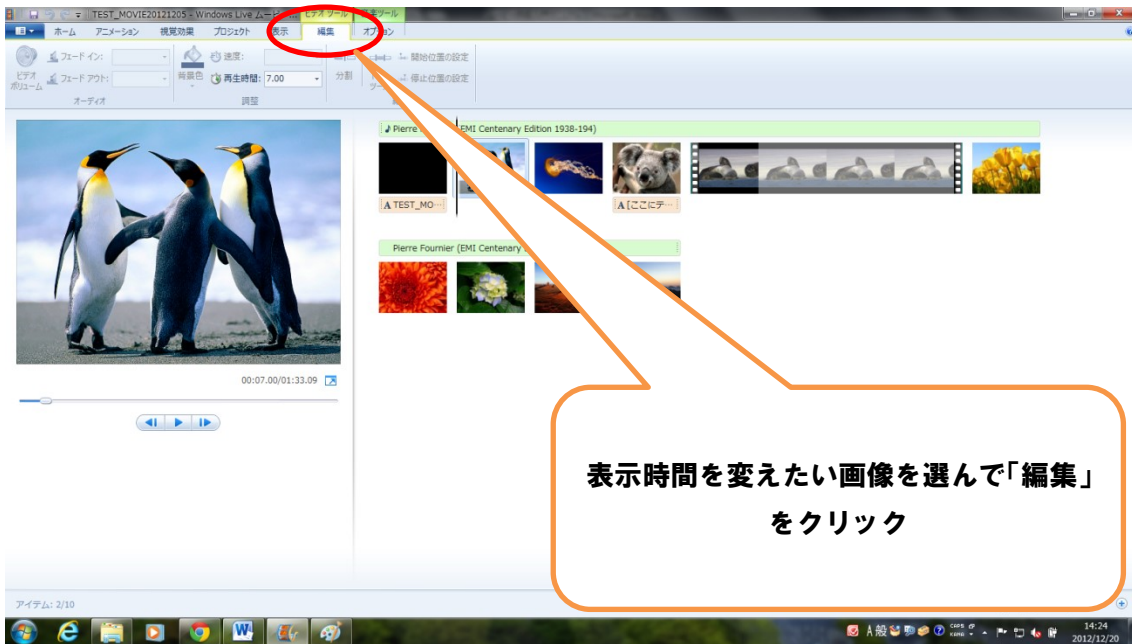 TEST_MOVIE20121205 - Windows Live ムービー
ビデオ ツール
ホーム アニメーション 視覚効果 プロジェクト 表示 編集 オプション
フェード イン: 速度: 開始位置の設定
ビデオ ボリューム フェード アウト: 背景色 再生時間: 7.00 分割 停止位置の設定
オーディオ 調整
Pierre EMI Centenary Edition 1938-194)
A TEST_MO… A [ここにテ…
Pierre Fournier (EMI Centenary
00:07.00/01:33.09
表示時間を変えたい画像を選んで「編集」
をクリック
アイテム: 2/10
A 般 CAPS KANA 14:24
2012/12/20